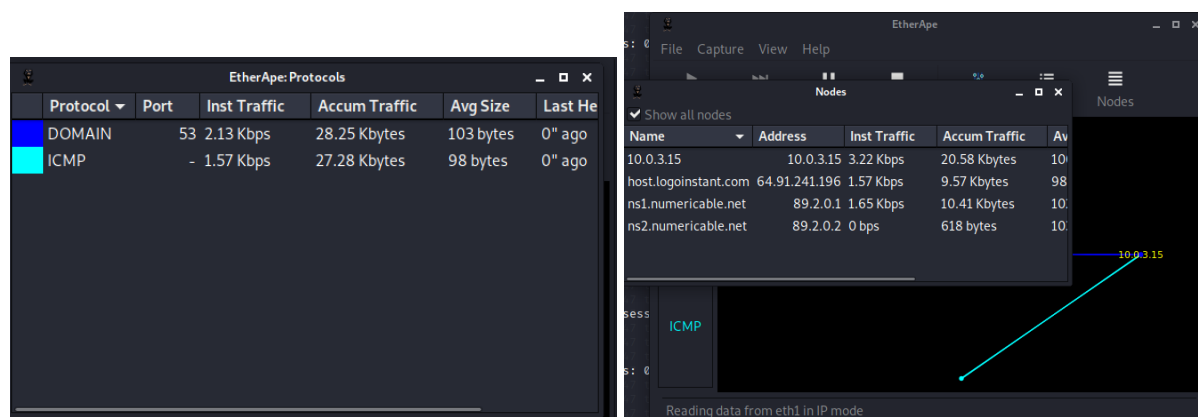 EtherApe: Protocols
Protocol Port Inst Traffic Accum Traffic Avg Size Last He
DOMAIN 53 2.13 Kbps 28.25 Kbytes 103 bytes 0" ago
ICMP - 1.57 Kbps 27.28 Kbytes 98 bytes 0" ago
EtherApe
s: 0
File Capture View Help
Nodes
Nodes
Show all nodes
Name Address Inst Traffic Accum Traffic Av
10.0.3.15 10.0.3.15 3.22 Kbps 20.58 Kbytes 10
host.logoinstant.com 64.91.241.196 1.57 Kbps 9.57 Kbytes 98
ns1.numericable.net 89.2.0.1 1.65 Kbps 10.41 Kbytes 10
ns2.numericable.net 89.2.0.2 0 bps 618 bytes 10
10.0.3.15
sess
ICMP
s: 0
Reading data from eth1 in IP mode